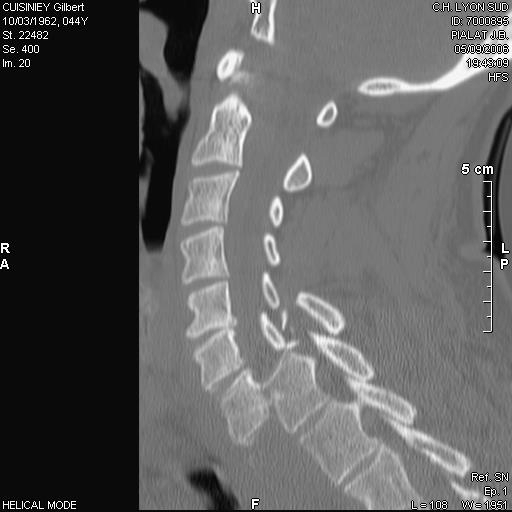 CUISINIEY Gilbert
10/03/1962, 044Y
St. 22482
Se. 400
Im. 20
H
C.H. LYON SUD
ID: 7000895
PIALAT J.B.
05/09/2006
19:43:09
HFS
5 cm
R
A
L
P
Ref. SN
Ep. 1
HELICAL MODE
F
L = 108 W = 1951